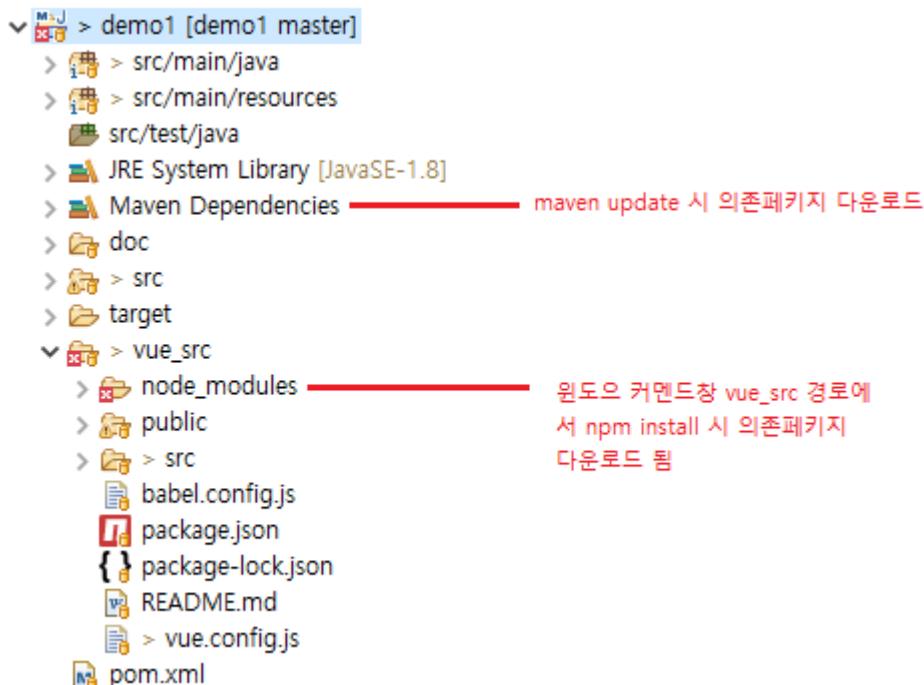 > demo1 [demo1 master]
> src/main/java
> src/main/resources
src/test/java
JRE System Library [JavaSE-1.8]
Maven Dependencies
maven update 시 의존페키지 다운로드
doc
> src
target
> vue_src
node_modules
윈도으 커멘드창 vue_src 경로에
서 npm install 시 의존페키지
다운로드 됨
public
> src
babel.config.js
package.json
package-lock.json
README.md
> vue.config.js
pom.xml